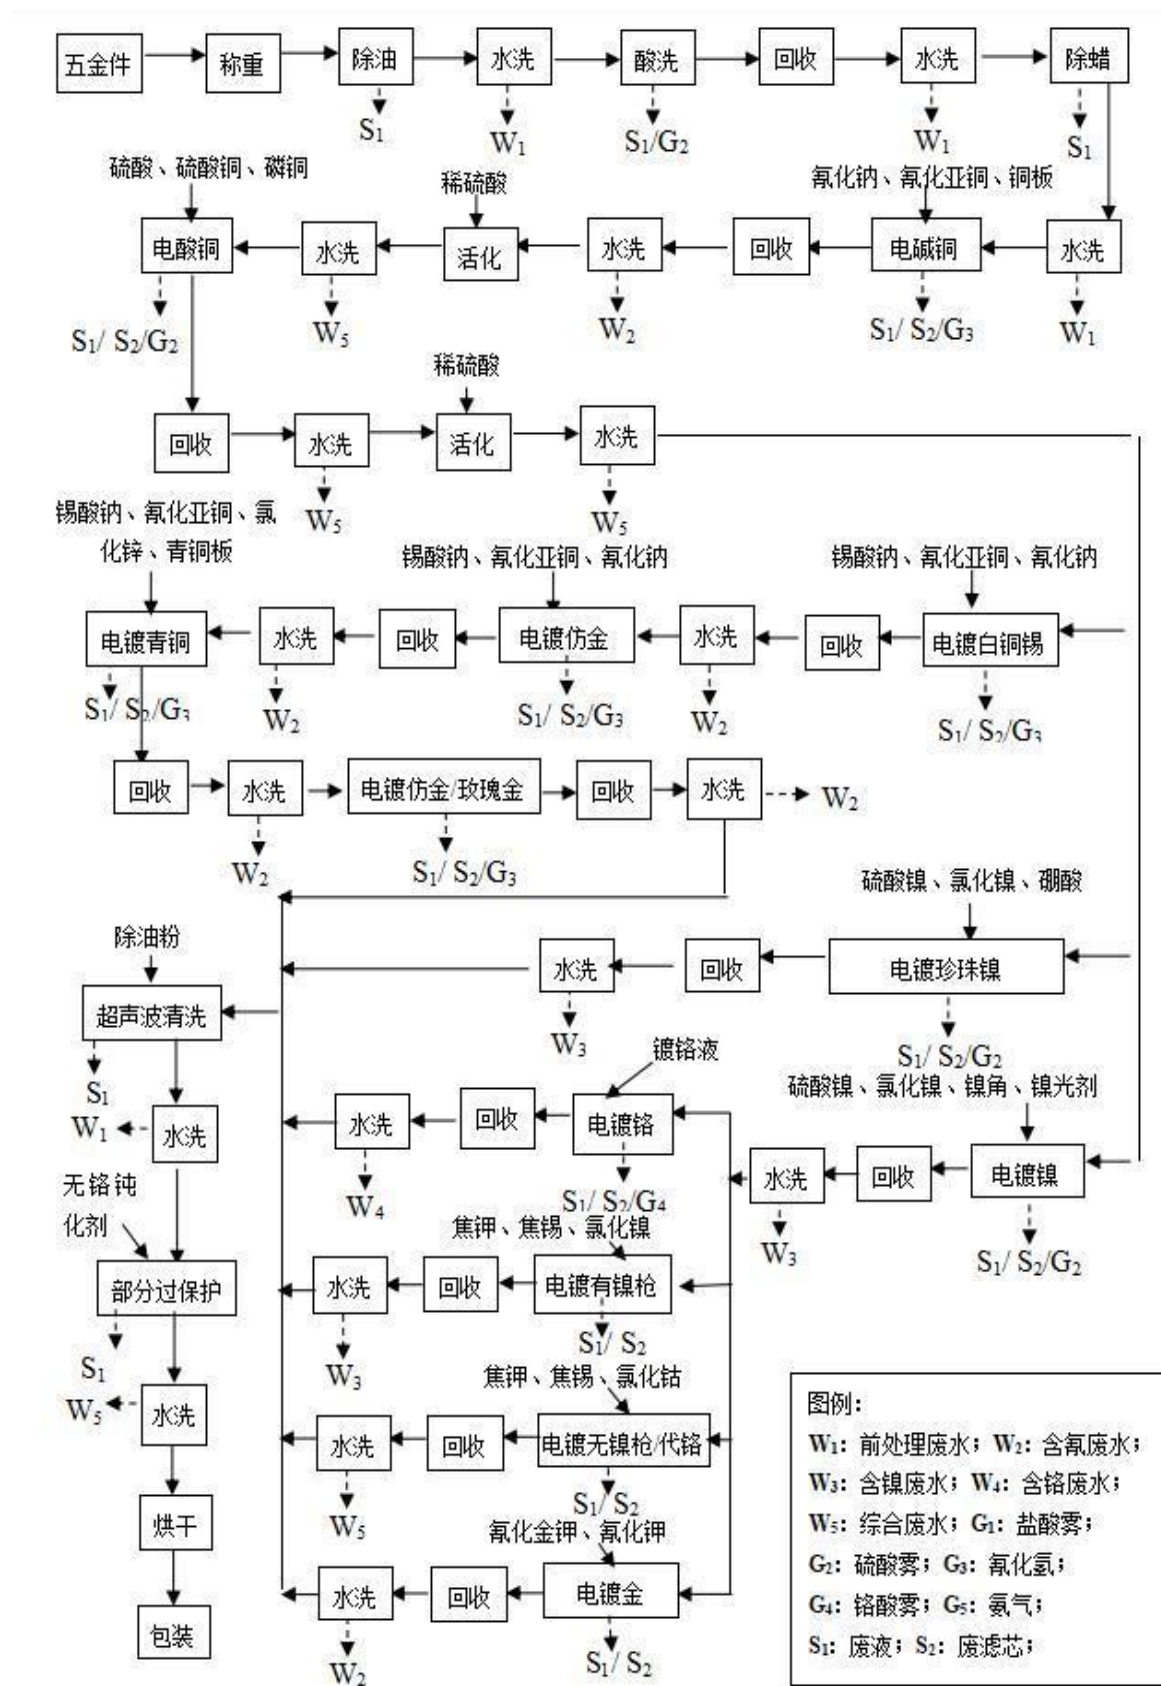 五金件 称重 除油 水洗 酸洗 回收 水洗 除蜡
S₁ W₁ S₁/G₂ W₁ S₁
硫酸、硫酸铜、磷铜 稀硫酸 氰化钠、氰化亚铜、铜板
电酸铜 水洗 活化 水洗 回收 电碱铜 水洗
S₁/ S₂/G₂ W₅ W₂ S₁/ S₂/G₃ W₁
稀硫酸
回收 水洗 活化 水洗
W₅ W₅
锡酸钠、氰化亚铜、氯
化锌、青铜板
锡酸钠、氰化亚铜、氰化钠 锡酸钠、氰化亚铜、氰化钠
电镀青铜 水洗 回收 电镀仿金 水洗 回收 电镀白铜锡
S₁/ S₂/G₃ W₂ S₁/ S₂/G₃ W₂ S₁/ S₂/G₃
回收 水洗 电镀仿金/玫瑰金 回收 水洗 W₂
W₂ S₁/ S₂/G₃
硫酸镍、氯化镍、硼酸
除油粉
水洗 回收 电镀珍珠镍
超声波清洗
W₃ S₁/ S₂/G₂
镀铬液
S₁
硫酸镍、氯化镍、镍角、镍光剂
W₁ 水洗
水洗 回收 电镀铬
水洗 回收 电镀镍
W₄ S₁/ S₂/G₄
W₃ S₁/ S₂/G₂
无铬钝
化剂
焦钾、焦锡、氯化镍
部分过保护
水洗 回收 电镀有镍枪
S₁
W₃ S₁/ S₂
焦钾、焦锡、氯化钴
W₅ 水洗
水洗 回收 电镀无镍枪/代铬
W₅ S₁/ S₂
烘干
氰化金钾、氰化钾
水洗 回收 电镀金
包装
W₂ S₁/ S₂
图例：
W₁：前处理废水；W₂：含氰废水；
W₃：含镍废水；W₄：含铬废水；
W₅：综合废水；G₁：盐酸雾；
G₂：硫酸雾；G₃：氰化氢；
G₄：铬酸雾；G₅：氨气；
S₁：废液；S₂：废滤芯；